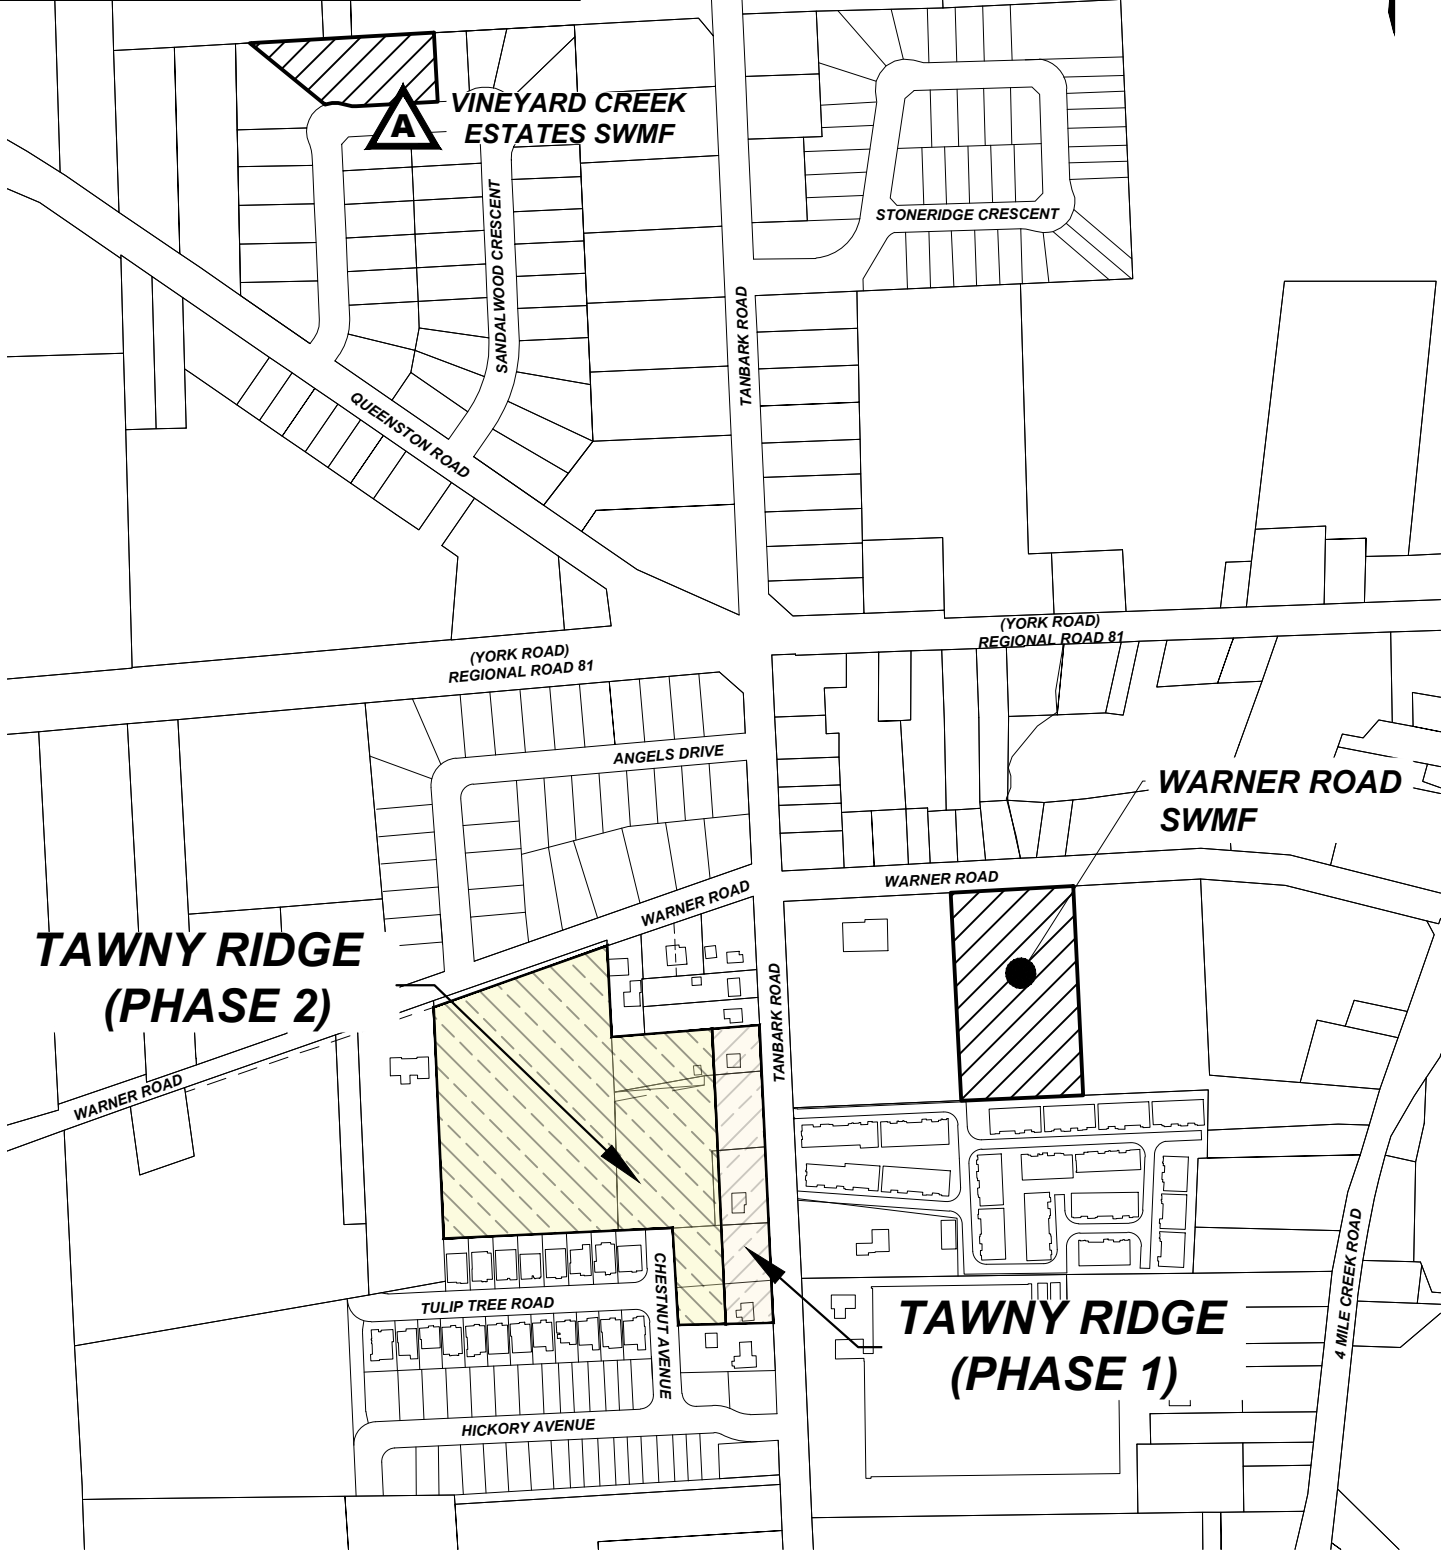 VINEYARD CREEK
ESTATES SWMF
A
SANDALWOOD CRESCENT
STONERIDGE CRESCENT
TANBARK ROAD
QUEENSTON ROAD
(YORK ROAD)
REGIONAL ROAD 81
(YORK ROAD)
REGIONAL ROAD 81
ANGELS DRIVE
WARNER ROAD
SWMF
WARNER ROAD
WARNER ROAD
TAWNY RIDGE
(PHASE 2)
TANBARK ROAD
WARNER ROAD
CHESTNUT AVENUE
TULIP TREE ROAD
4 MILE CREEK ROAD
TAWNY RIDGE
(PHASE 1)
HICKORY AVENUE